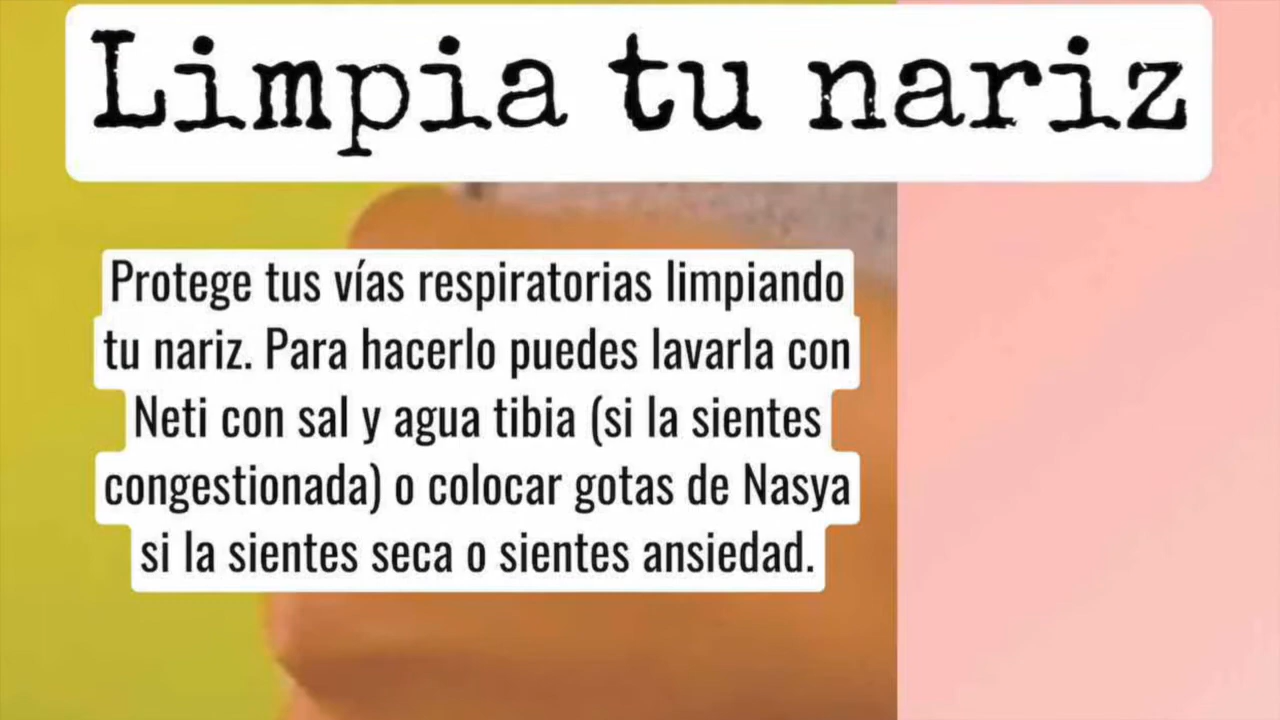 Limpia tu nariz
Protege tus vías respiratorias limpiando
tu nariz. Para hacerlo puedes lavarla con
Neti con sal y agua tibia (si la sientes
congestionada) o colocar gotas de Nasya
si la sientes seca o sientes ansiedad.